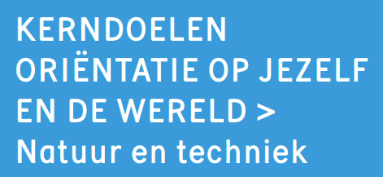 KERNDOELEN
ORIËNTATIE OP JEZELF
EN DE WERELD >
Natuur en techniek